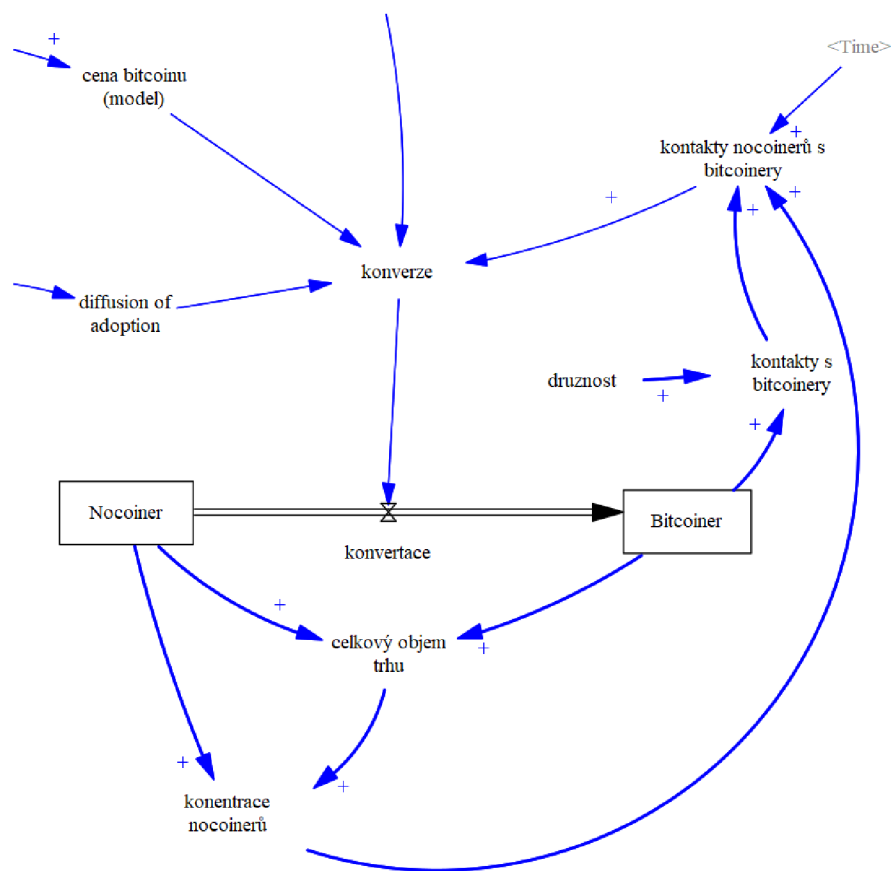 +
<Time>
cena bitcoinu
(model)
+
kontakty nocoinerů s
bitcoinery
+
+
+
konverze
diffusion of
adoption
kontakty s
bitcoinery
druznost
+
+
Nocoiner
Bitcoiner
konvertace
+
celkový objem
trhu
+
+
+
konentrace
nocoinerů